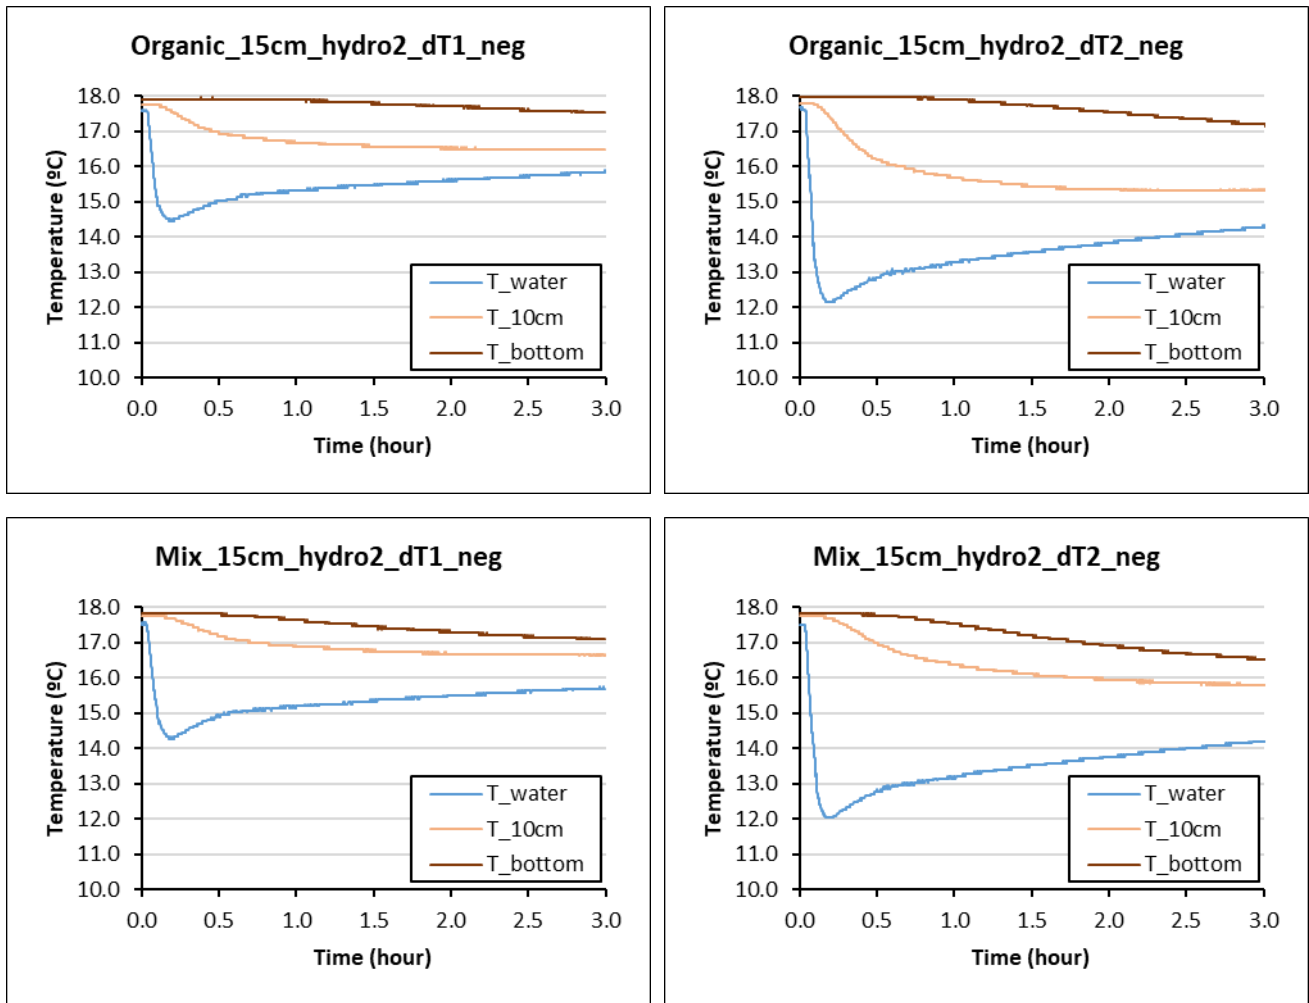 Organic_15cm_hydro2_dT1_neg
18.0
17.0
16.0
15.0
14.0
13.0
12.0
11.0
10.0
Temperature (ºC)
T_water
T_10cm
T_bottom
0.0 0.5 1.0 1.5 2.0 2.5 3.0
Time (hour)
Organic_15cm_hydro2_dT2_neg
18.0
17.0
16.0
15.0
14.0
13.0
12.0
11.0
10.0
Temperature (ºC)
T_water
T_10cm
T_bottom
0.0 0.5 1.0 1.5 2.0 2.5 3.0
Time (hour)
Mix_15cm_hydro2_dT1_neg
18.0
17.0
16.0
15.0
14.0
13.0
12.0
11.0
10.0
Temperature (ºC)
T_water
T_10cm
T_bottom
0.0 0.5 1.0 1.5 2.0 2.5 3.0
Time (hour)
Mix_15cm_hydro2_dT2_neg
18.0
17.0
16.0
15.0
14.0
13.0
12.0
11.0
10.0
Temperature (ºC)
T_water
T_10cm
T_bottom
0.0 0.5 1.0 1.5 2.0 2.5 3.0
Time (hour)